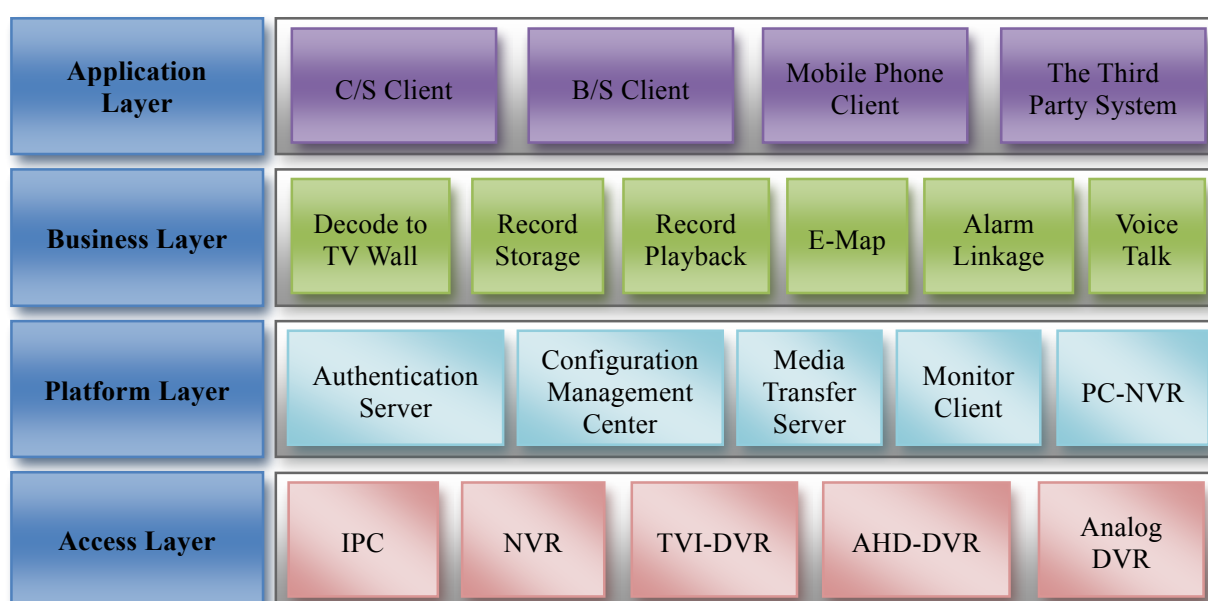 Application
Layer
C/S Client
B/S Client
Mobile Phone
Client
The Third
Party System
Business Layer
Decode to
TV Wall
Record
Storage
Record
Playback
E-Map
Alarm
Linkage
Voice
Talk
Platform Layer
Authentication
Server
Configuration
Management
Center
Media
Transfer
Server
Monitor
Client
PC-NVR
Access Layer
IPC
NVR
TVI-DVR
AHD-DVR
Analog
DVR